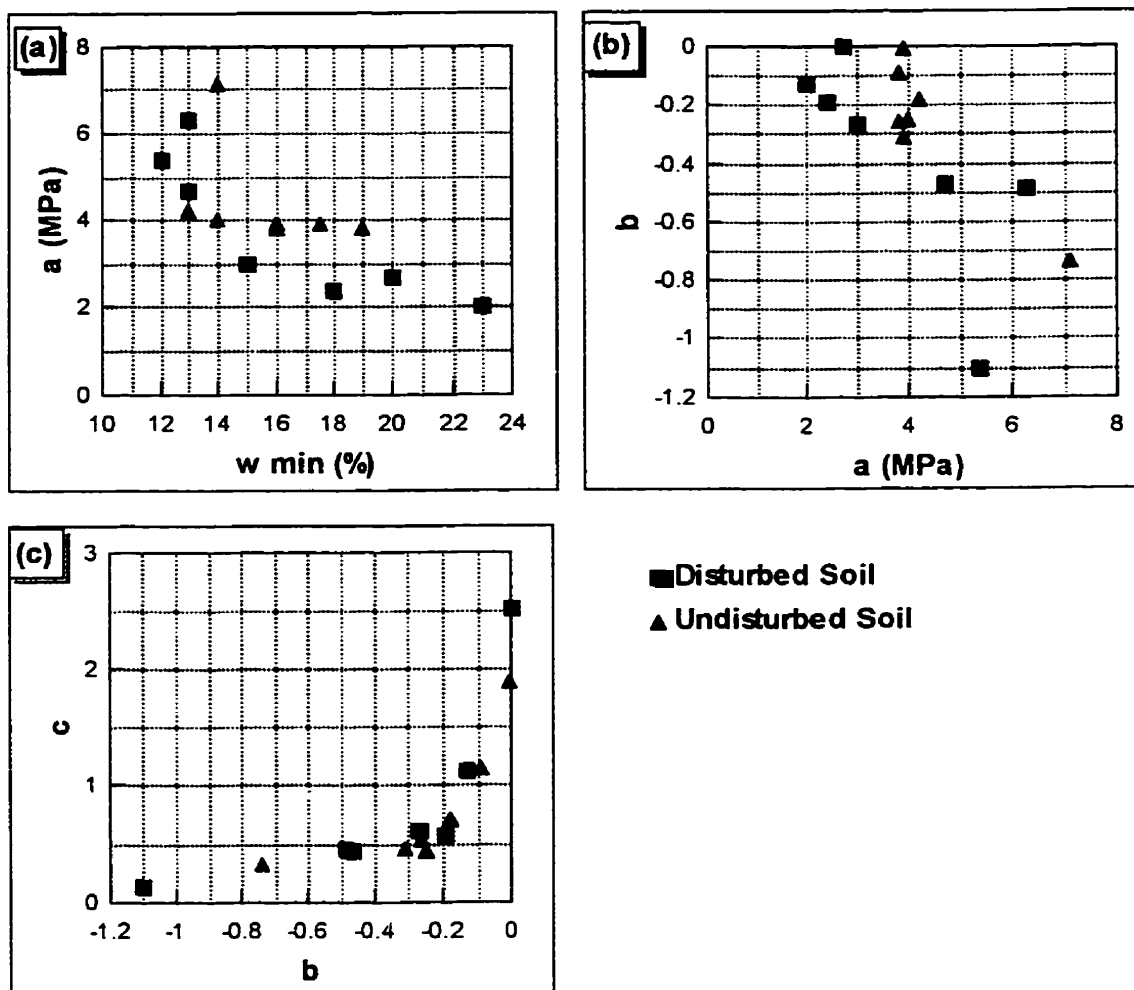 (a)
8
6
4
2
0
a (MPa)
10 12 14 16 18 20 22 24
w min (%)
(b)
0
-0.2
-0.4
-0.6
-0.8
-1
-1.2
b
0 2 4 6 8
a (MPa)
(c)
3
2
1
0
c
-1.2 -1 -0.8 -0.6 -0.4 -0.2 0
b
Disturbed Soil
Undisturbed Soil